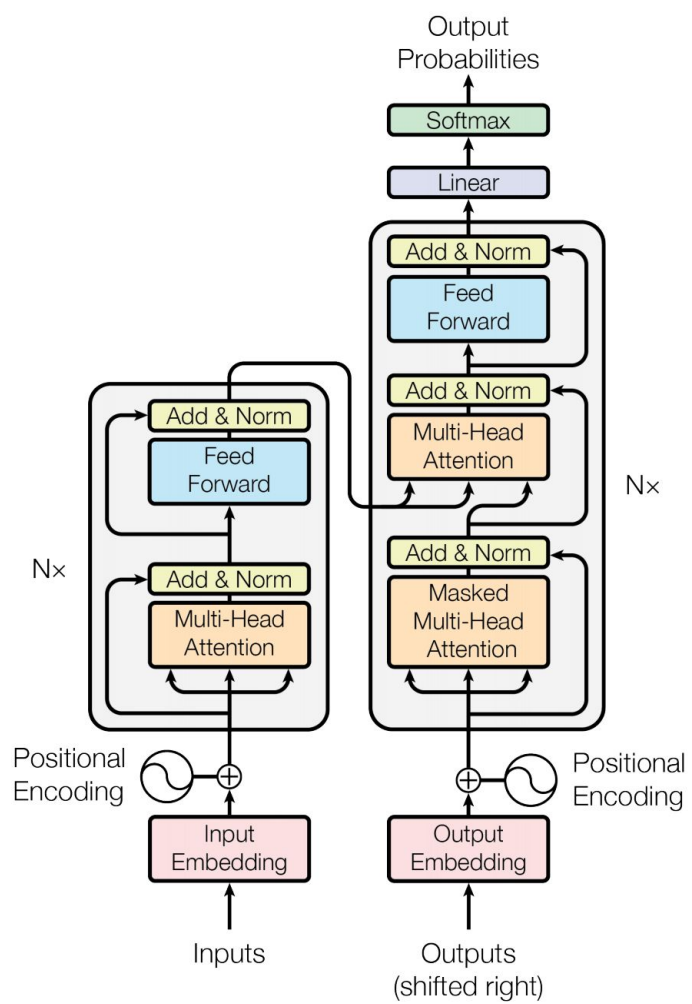 Output
Probabilities
Softmax
Linear
Add & Norm
Feed
Forward
Add & Norm
Multi-Head
Attention
Nx
Add & Norm
Masked
Multi-Head
Attention
Add & Norm
Feed
Forward
Nx
Add & Norm
Multi-Head
Attention
Positional
Encoding
Positional
Encoding
Input
Embedding
Output
Embedding
Inputs
Outputs
(shifted right)